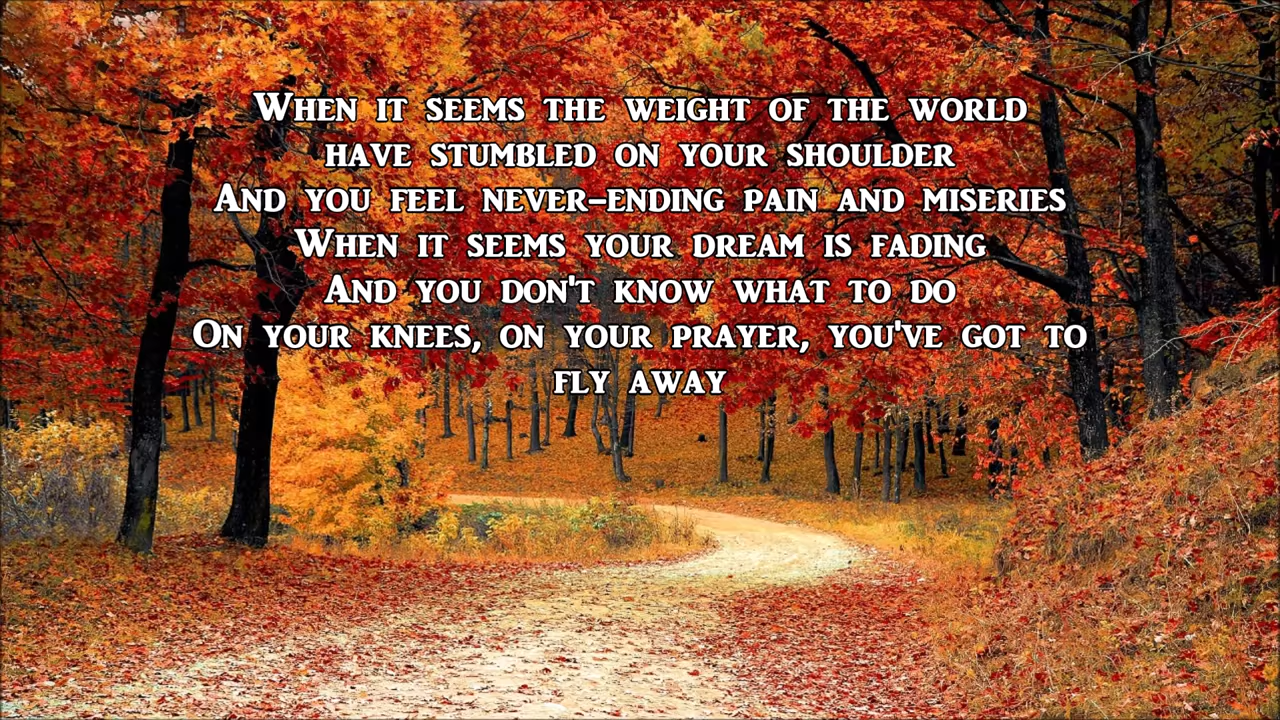 When it seems the weight of the world
have stumbled on your shoulder
And you feel never-ending pain and miseries
When it seems your dream is fading
And you don't know what to do
On your knees, on your prayer, you've got to
fly away